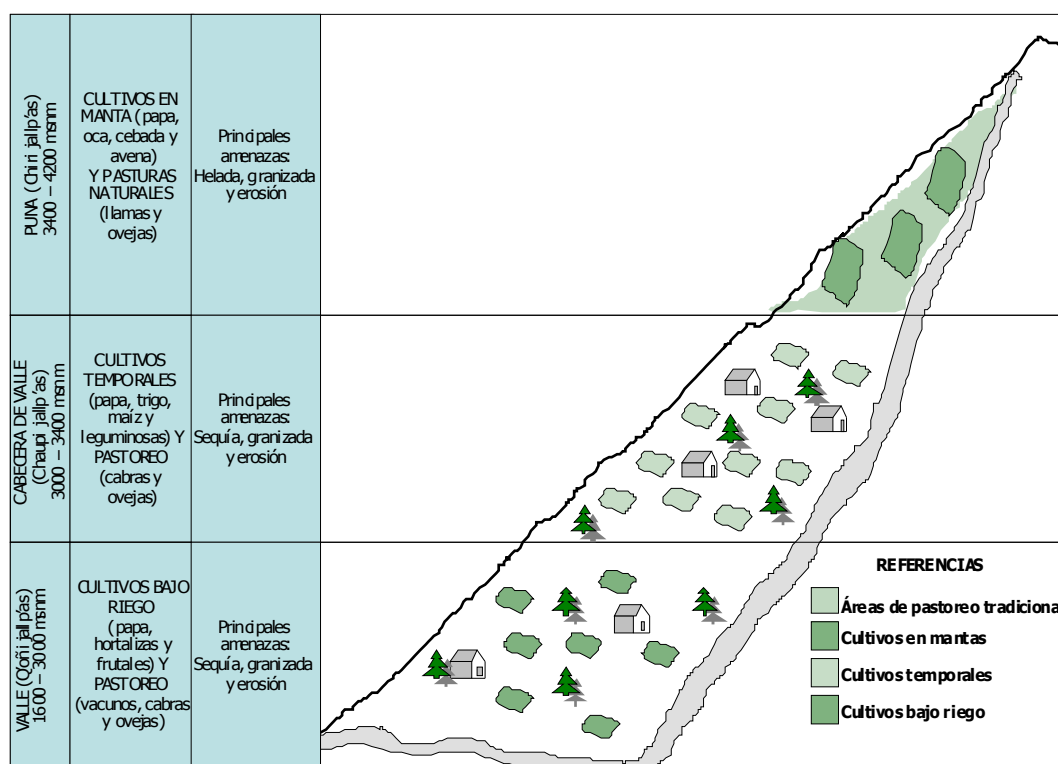 PUNA (Chiri jallp'as)
3400 – 4200 msnm
CULTIVOS EN
MANTA (papa,
oca, cebada y
avena)
Y PASTURAS
NATURALES
(llamas y
ovejas)
Principales
amenazas:
Helada, granizada
y erosión
CABECERA DE VALLE
(Chaupi jallp'as)
3000 – 3400 msnm
CULTIVOS
TEMPORALES
(papa, trigo,
maíz y
leguminosas) Y
PASTOREO
(cabras y
ovejas)
Principales
amenazas:
Sequía, granizada
y erosión
VALLE (Q'oñi jallp'as)
1600 – 3000 msnm
CULTIVOS BAJO
RIEGO
(papa,
hortalizas y
frutales) Y
PASTOREO
(vacunos, cabras
y ovejas)
Principales
amenazas:
Sequía, granizada
y erosión
REFERENCIAS
Áreas de pastoreo tradiciona
Cultivos en mantas
Cultivos temporales
Cultivos bajo riego